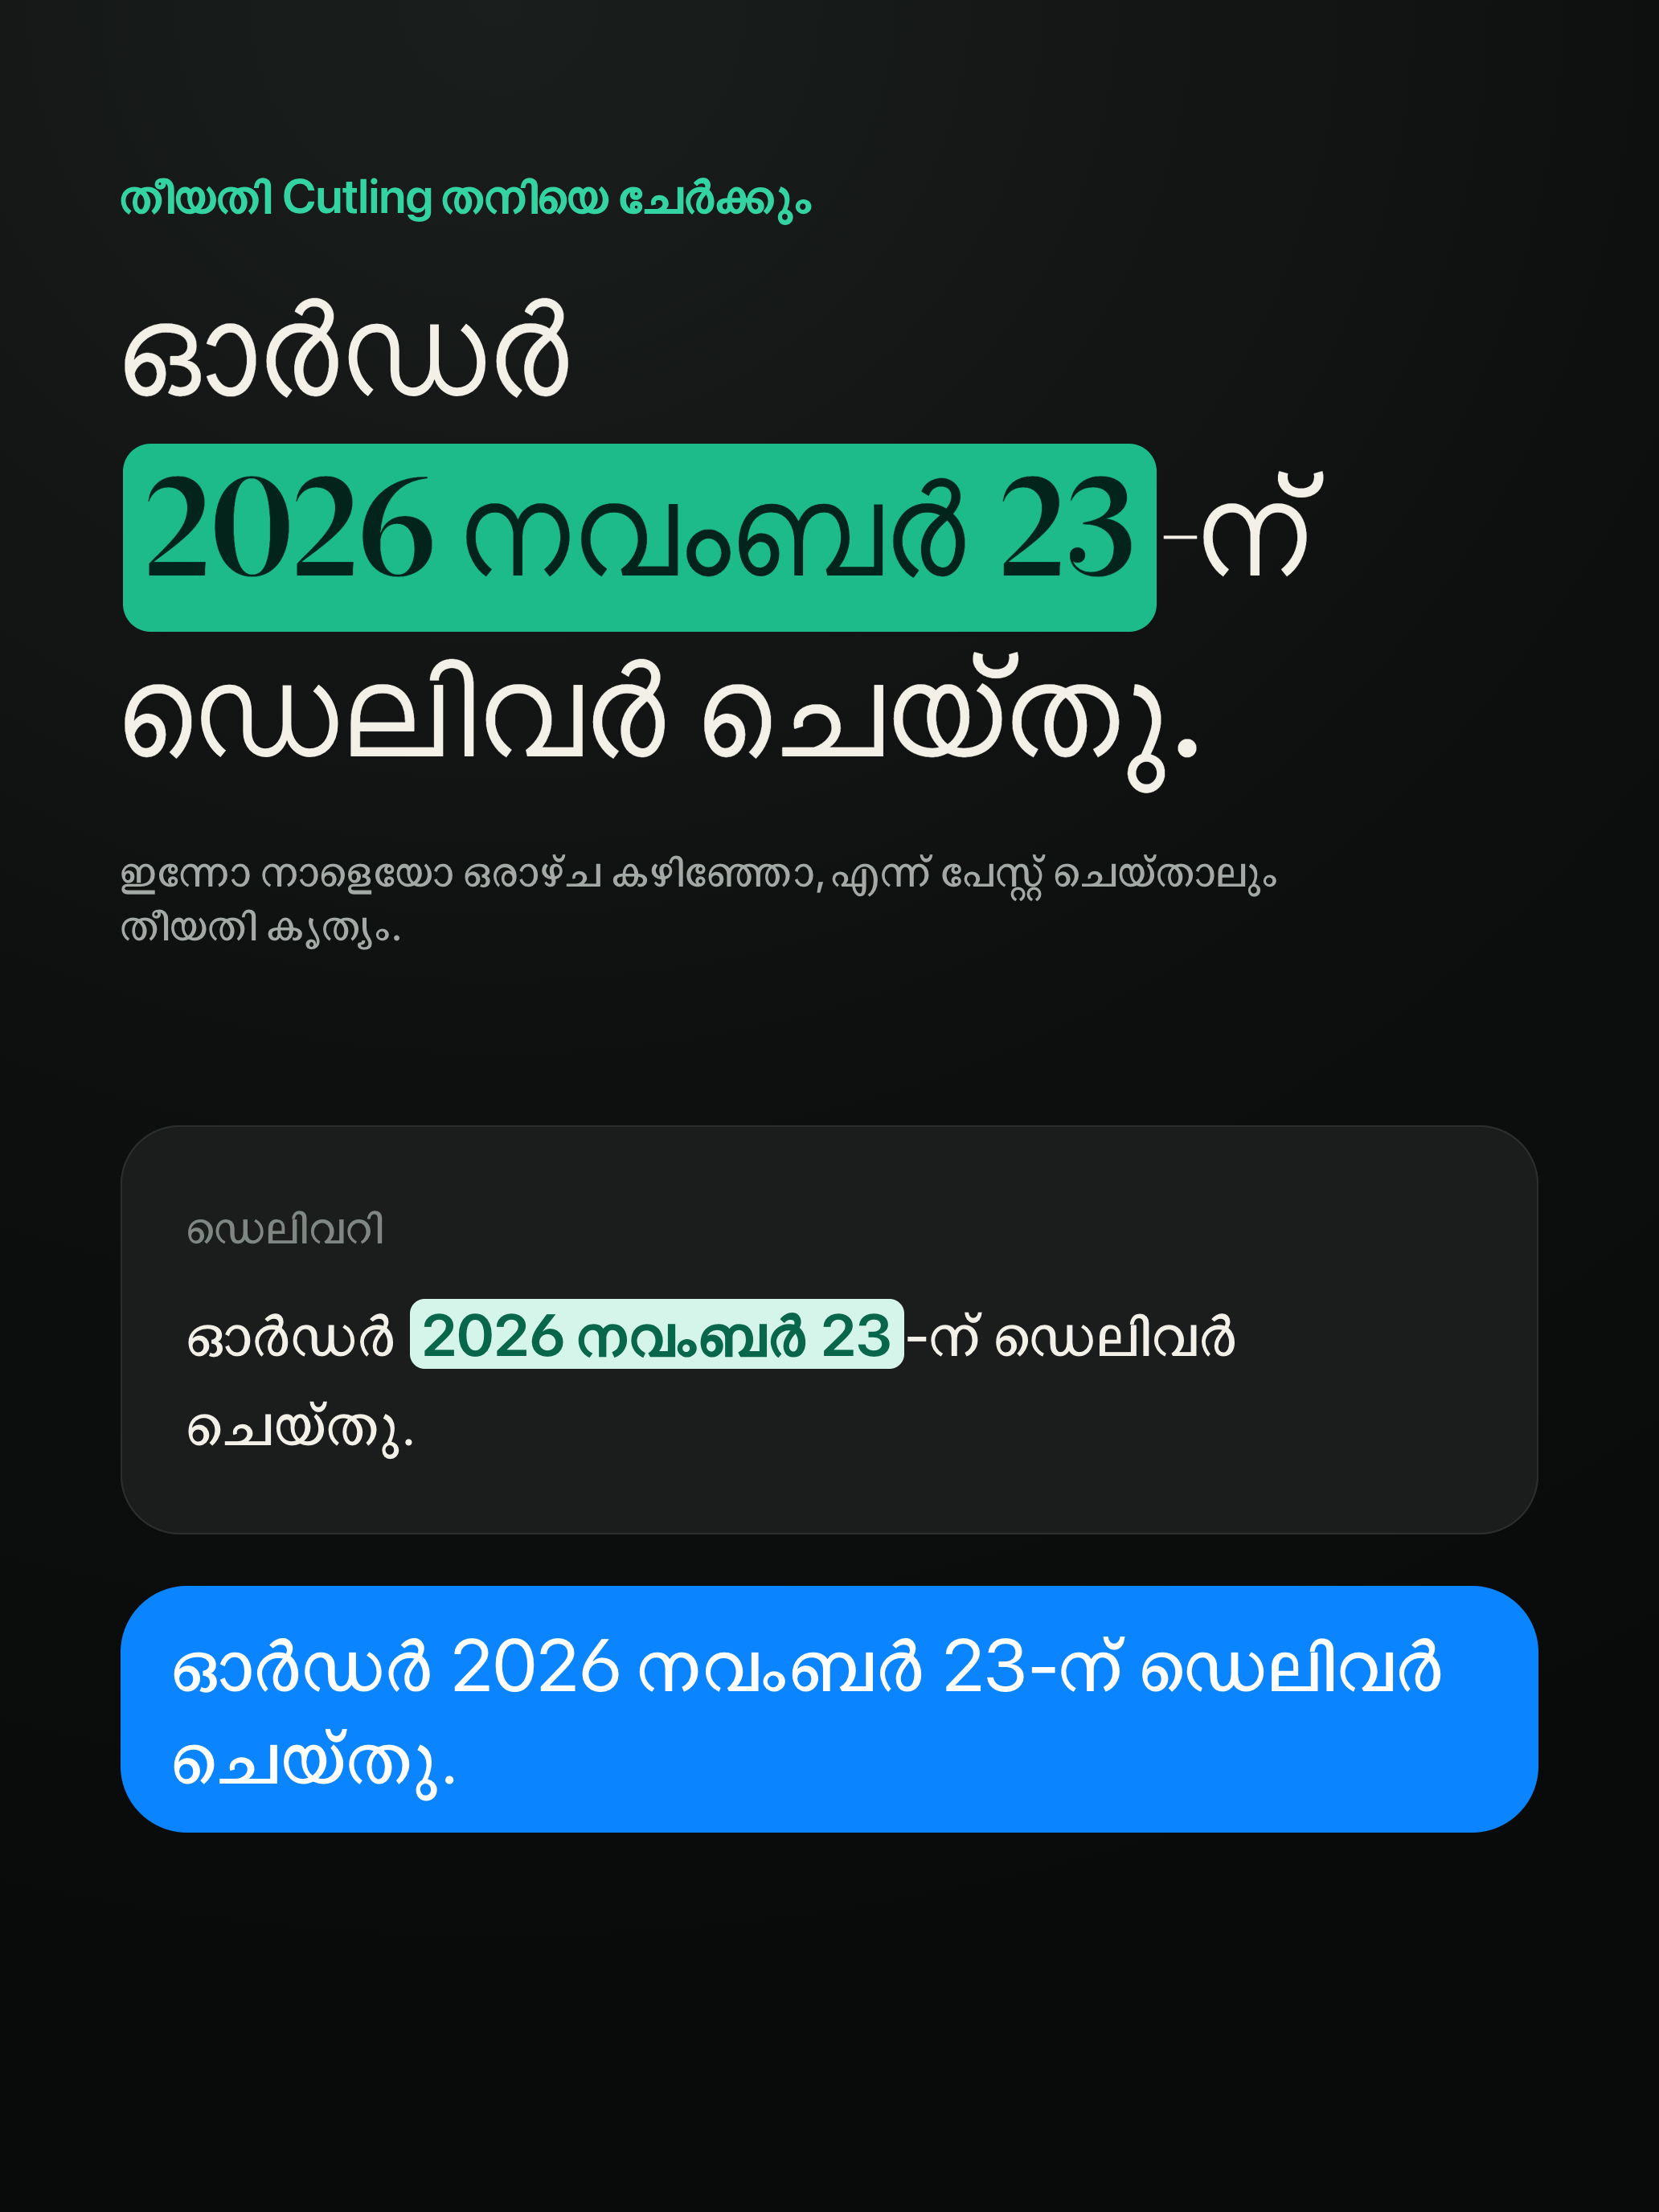 തീയതി Cutling തനിയെ ചേർക്കും
ഓർഡർ
2026 നവംബർ 23-ന്
ഡെലിവർ ചെയ്തു.
ഇന്നോ നാളെയോ ഒരാഴ്ച കഴിഞ്ഞോ, എന്ന് പേസ്റ്റ് ചെയ്താലും
തീയതി കൃത്യം.
ഡെലിവറി
ഓർഡർ 2026 നവംബർ 23-ന് ഡെലിവർ
ചെയ്തു.
ഓർഡർ 2026 നവംബർ 23-ന് ഡെലിവർ
ചെയ്തു.